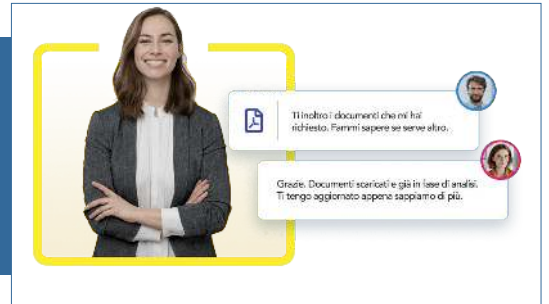 Ti inoltro i documenti che mi hai
richiesto. Fammi sapere se serve altro.
Grazie. Documenti scaricati e già in fase di analisi.
Ti tengo aggiornato appena sappiamo di più.